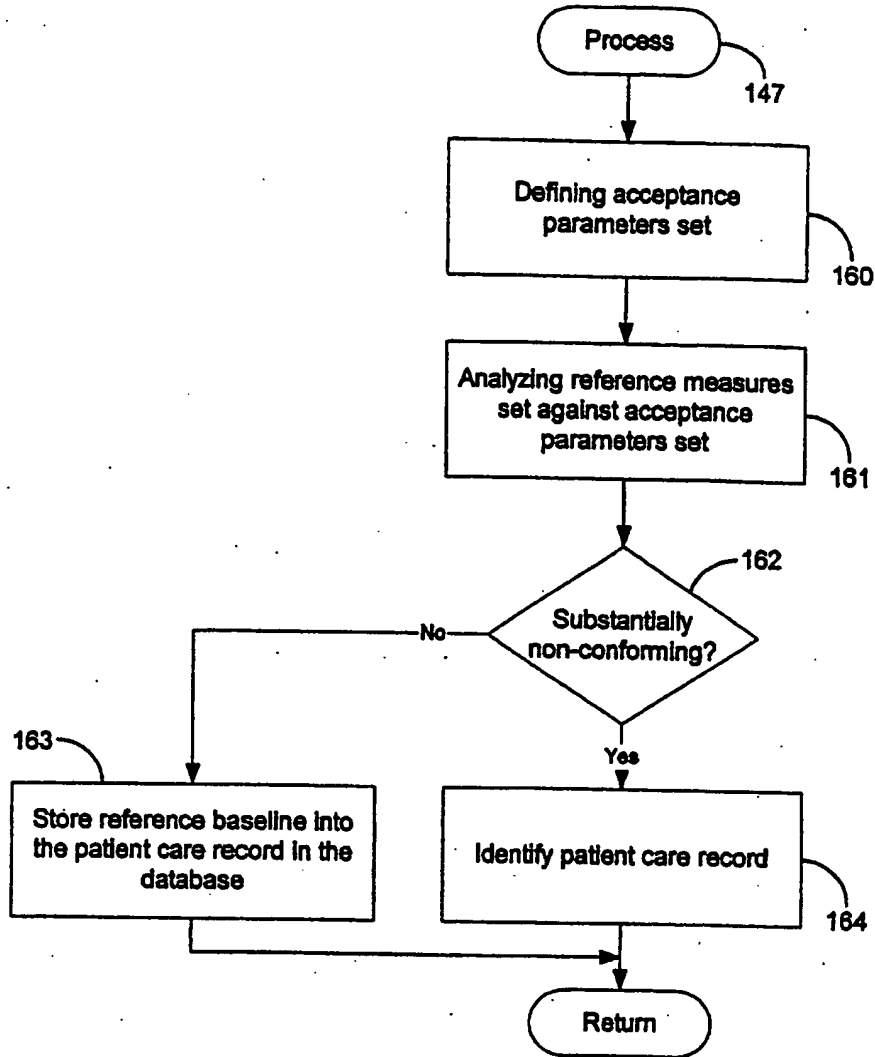 Process
147
Defining acceptance
parameters set
160
Analyzing reference measures
set against acceptance
parameters set
161
162
Substantially
non-conforming?
No
Yes
163
Store reference baseline into
the patient care record in the
database
Identify patient care record
164
Return